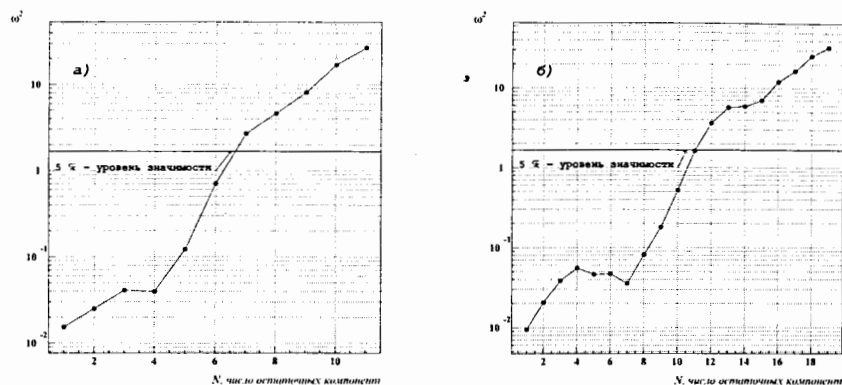 ω²
а)
10
1
10⁻¹
10⁻²
5 % - уровень значимости
2
4
6
8
10
N, число остаточных компонент
ω²
б)
10
1
10⁻¹
10⁻²
5 % - уровень значимости
2
4
6
8
10
12
14
16
18
N, число остаточных компонент